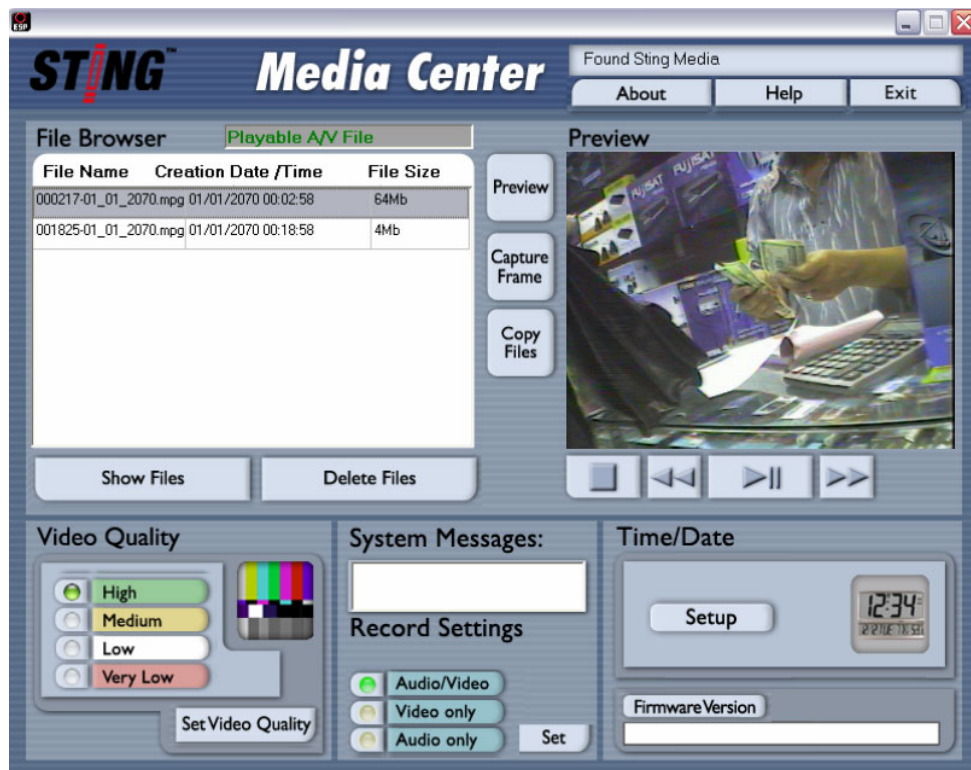 ESP
STING™
Media Center
Found Sting Media
About Help Exit
File Browser
Playable A/V File
Preview
File Name Creation Date /Time File Size
000217-01_01_2070.mpg 01/01/2070 00:02:58 64Mb
001825-01_01_2070.mpg 01/01/2070 00:18:58 4Mb
Preview
Capture
Frame
Copy
Files
FUJISAT
FUJISAT
Show Files Delete Files
Video Quality
High
Medium
Low
Very Low
Set Video Quality
System Messages:
Record Settings
Audio/Video
Video only
Audio only
Set
Time/Date
Setup
12:34
Firmware Version